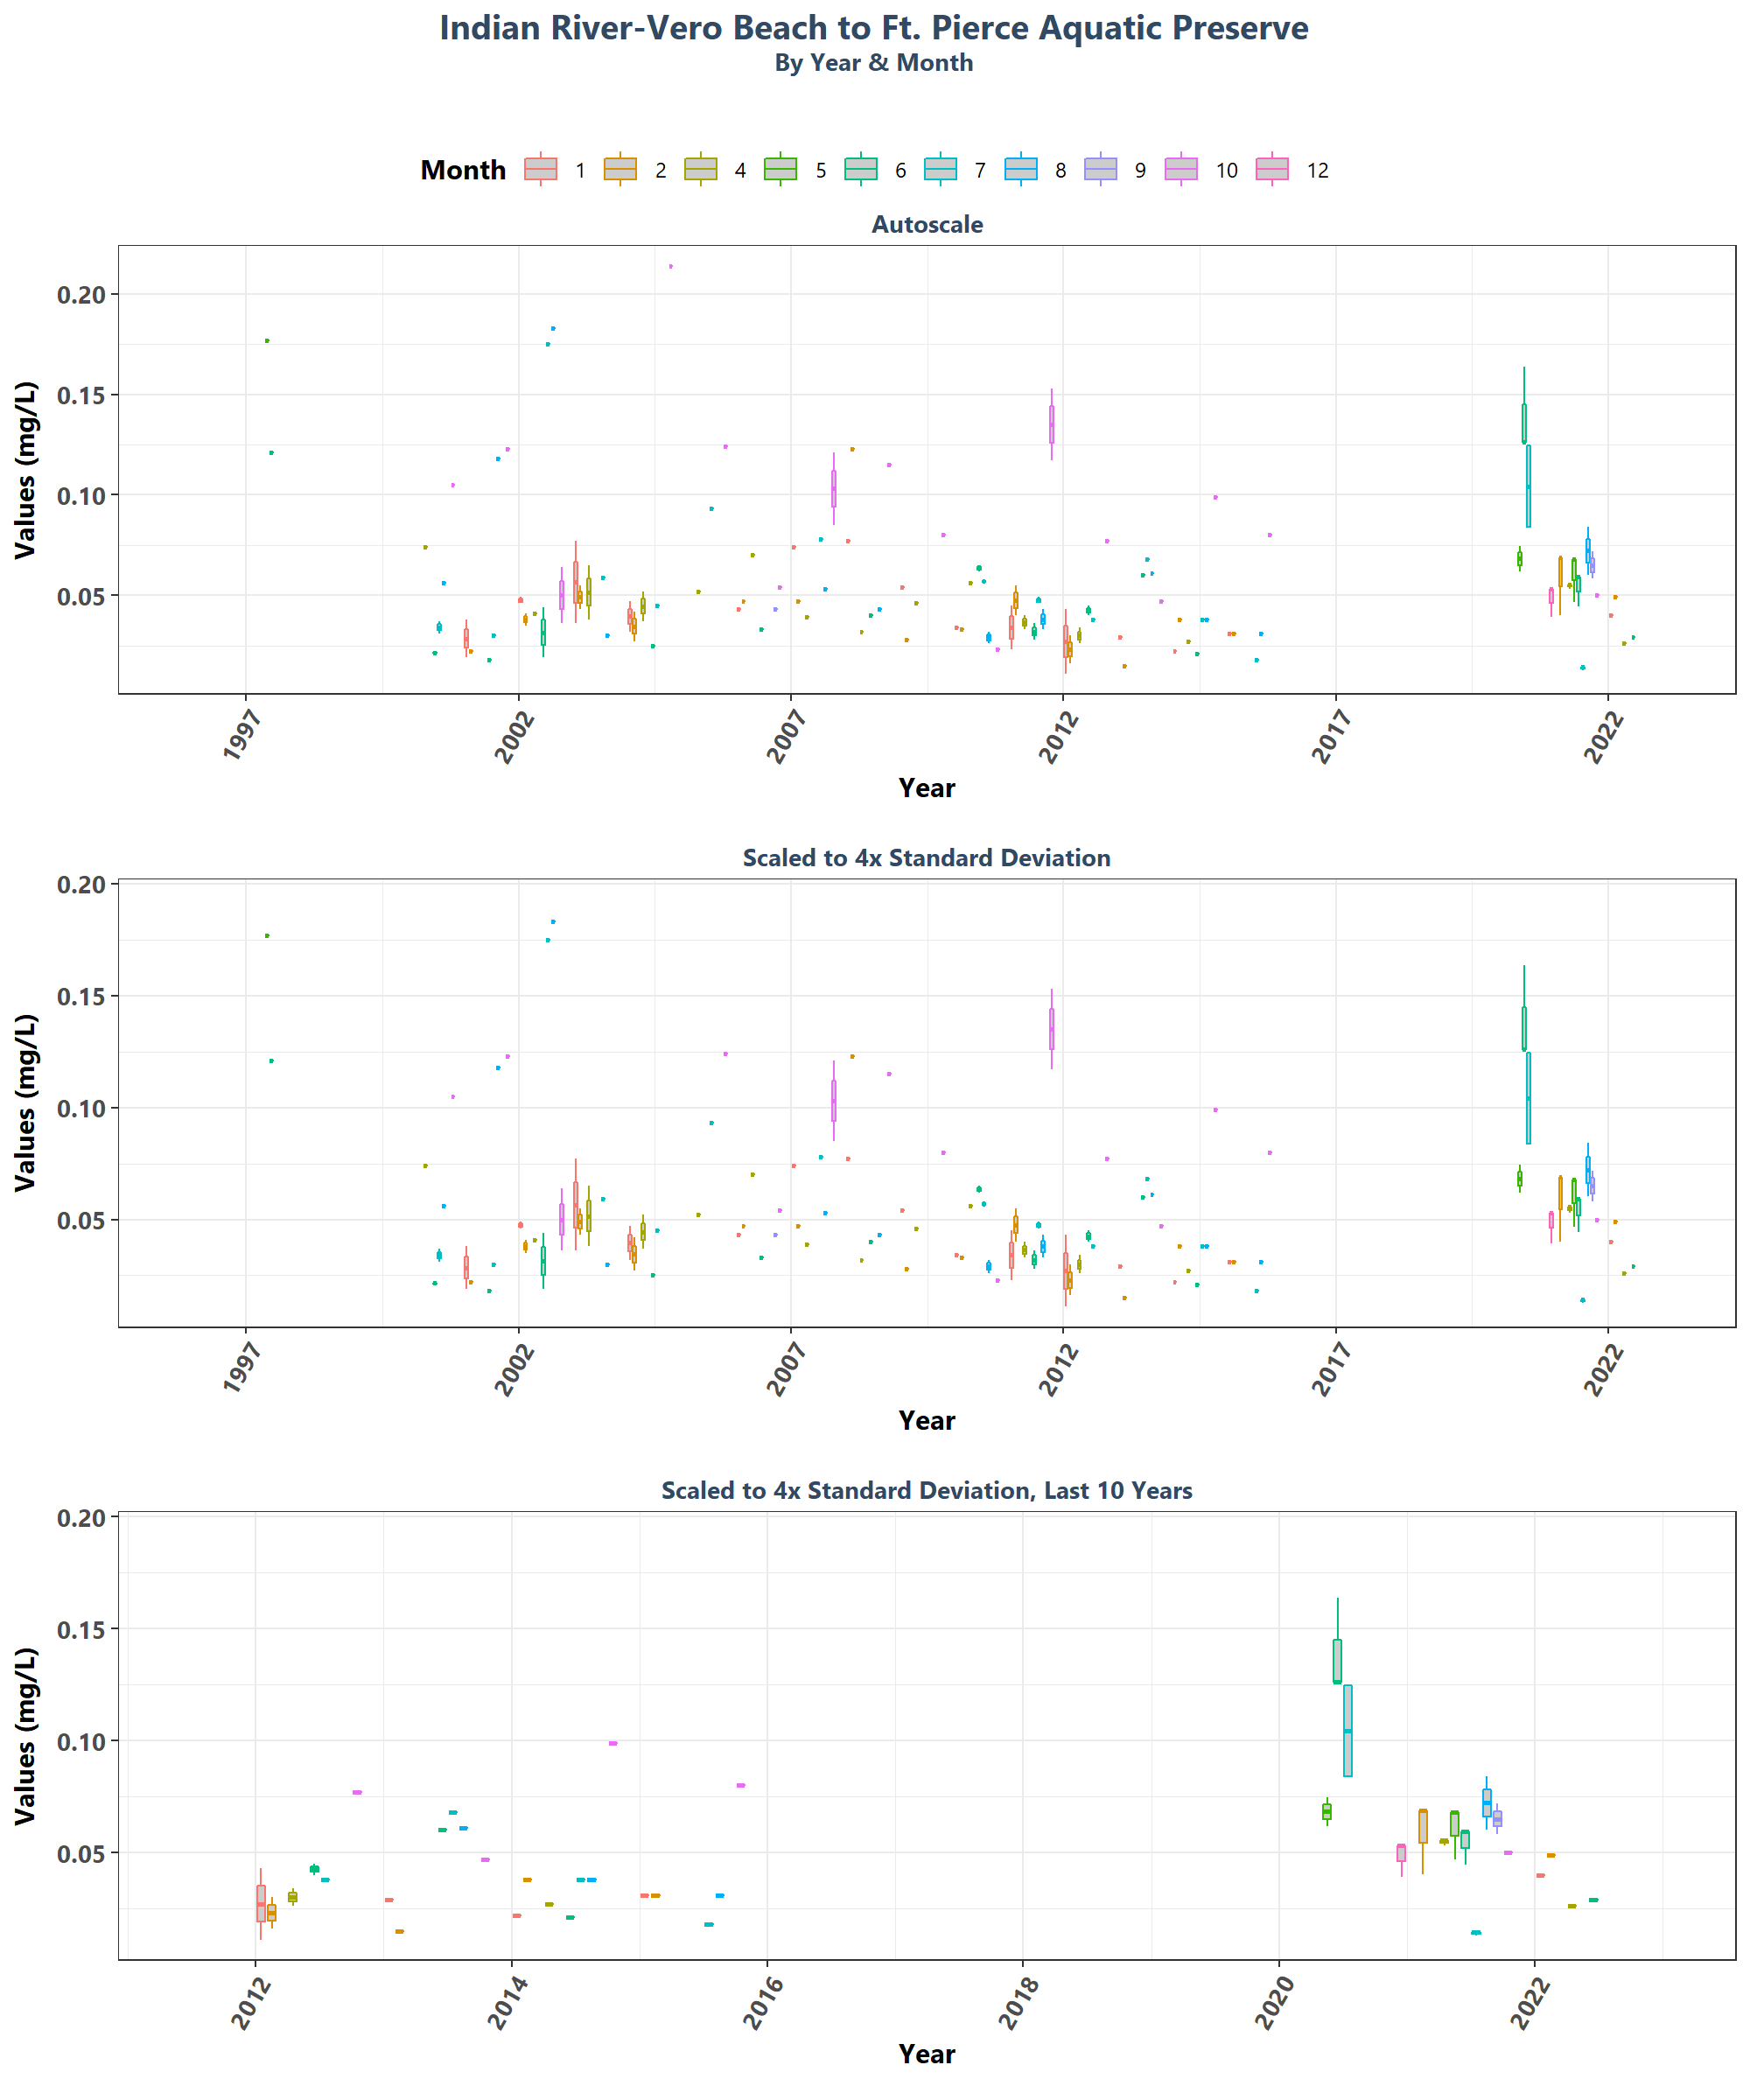 Indian River-Vero Beach to Ft. Pierce Aquatic Preserve
By Year & Month
Month 1 2 4 5 6 7 8 9 10 12
Autoscale
Values (mg/L)
0.20
0.15
0.10
0.05
1997 2002 2007 2012 2017 2022
Year
Scaled to 4x Standard Deviation
Values (mg/L)
0.20
0.15
0.10
0.05
1997 2002 2007 2012 2017 2022
Year
Scaled to 4x Standard Deviation, Last 10 Years
Values (mg/L)
0.20
0.15
0.10
0.05
2012 2014 2016 2018 2020 2022
Year